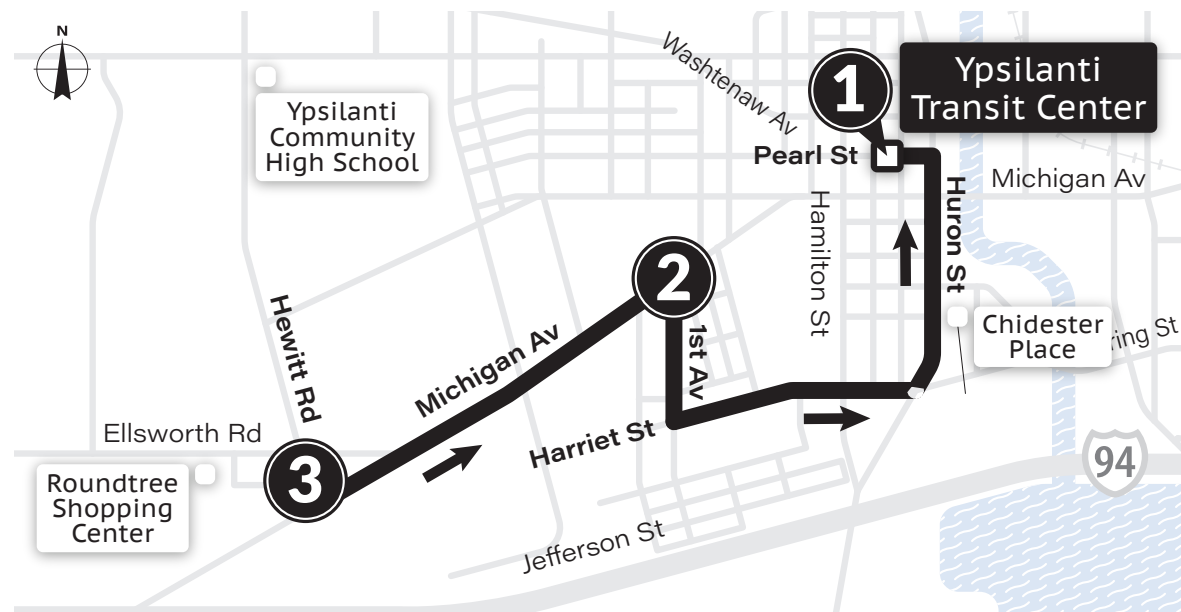 N
Ypsilanti
Community
High School
Washtenaw Av
1
Ypsilanti
Transit Center
Pearl St
Michigan Av
Hamilton St
Huron St
2
Hewitt Rd
Michigan Av
1st Av
Chidester
Place
ring St
Ellsworth Rd
Harriet St
3
Roundtree
Shopping
Center
94
Jefferson St